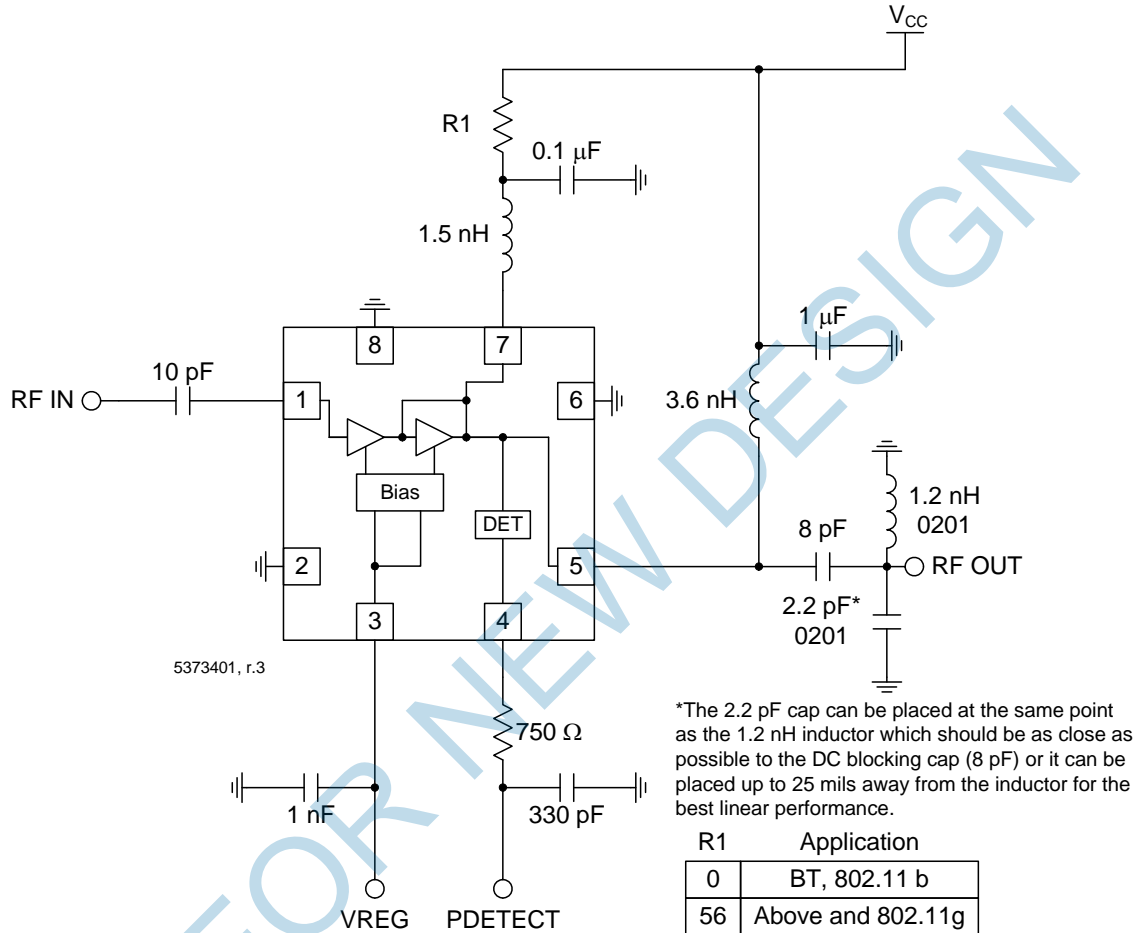 V_CC
R1
0.1 μF
1.5 nH
1 μF
8
7
10 pF
RF IN
1
6
3.6 nH
Bias
1.2 nH
0201
DET
8 pF
2
5
RF OUT
2.2 pF*
0201
3
4
5373401, r.3
*The 2.2 pF cap can be placed at the same point
as the 1.2 nH inductor which should be as close as
possible to the DC blocking cap (8 pF) or it can be
placed up to 25 mils away from the inductor for the
best linear performance.
750 Ω
1 nF
330 pF
R1 Application
0 BT, 802.11 b
56 Above and 802.11g
VREG
PDETECT
FOR NEW DESIGN